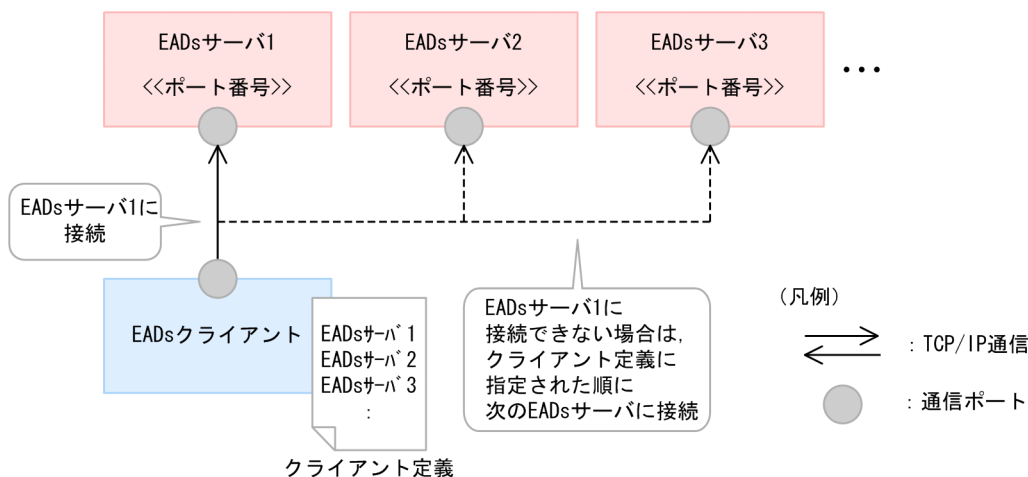 EADsサーバ1
<<ポート番号>>
EADsサーバ2
<<ポート番号>>
EADsサーバ3
<<ポート番号>>
...
EADsサーバ1に
接続
EADsクライアント
EADsサーバ1
EADsサーバ2
EADsサーバ3
:
クライアント定義
EADsサーバ1に
接続できない場合は,
クライアント定義に
指定された順に
次のEADsサーバに接続
(凡例)
: TCP/IP通信
: 通信ポート